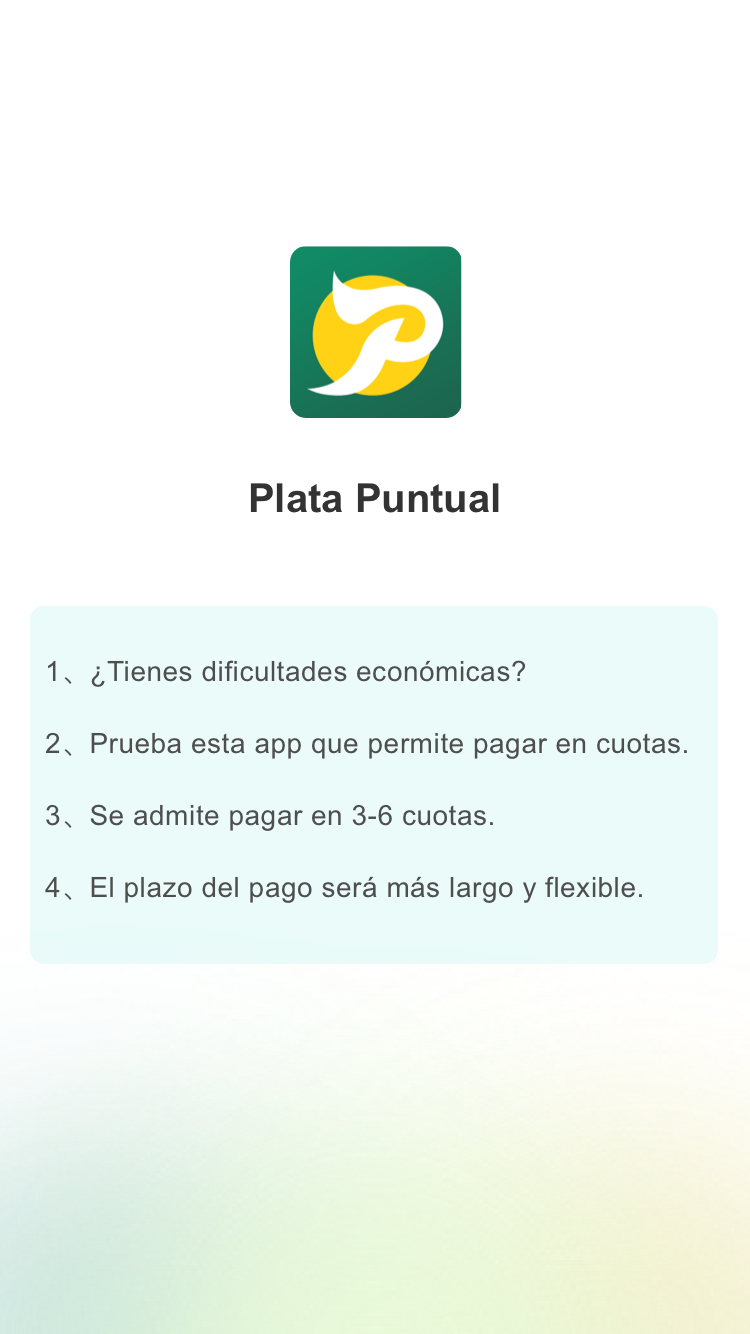 Plata Puntual
1、¿Tienes dificultades económicas?
2、Prueba esta app que permite pagar en cuotas.
3、Se admite pagar en 3-6 cuotas.
4、El plazo del pago será más largo y flexible.